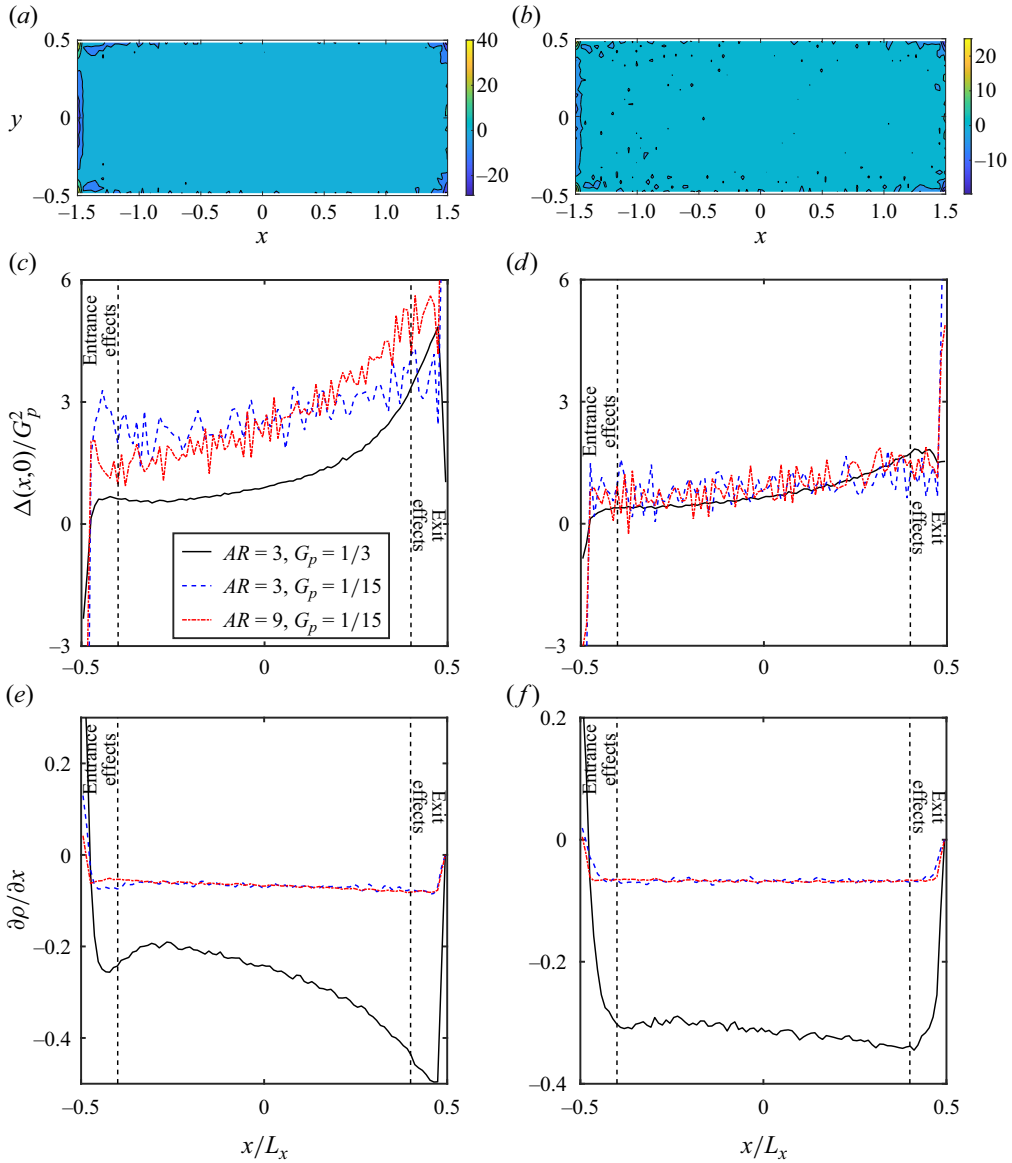 (a)
(b)
0.5
0
–0.5
y
–1.5 –1.0 –0.5 0 0.5 1.0 1.5
x
40
20
0
–20
0.5
0
–0.5
–1.5 –1.0 –0.5 0 0.5 1.0 1.5
x
20
10
0
–10
(c)
(d)
6
3
0
–3
Δ(x,0)/G_p^2
Entrance
effects
effects
Exit
AR = 3, G_p = 1/3
AR = 3, G_p = 1/15
AR = 9, G_p = 1/15
–0.5 0 0.5
6
3
0
–3
Entrance
effects
effects
Exit
–0.5 0 0.5
(e)
(f)
0.2
0
–0.2
–0.4
∂ρ/∂x
Entrance
effects
effects
Exit
–0.5 0 0.5
x/L_x
0.2
0
–0.2
–0.4
Entrance
effects
effects
Exit
–0.5 0 0.5
x/L_x